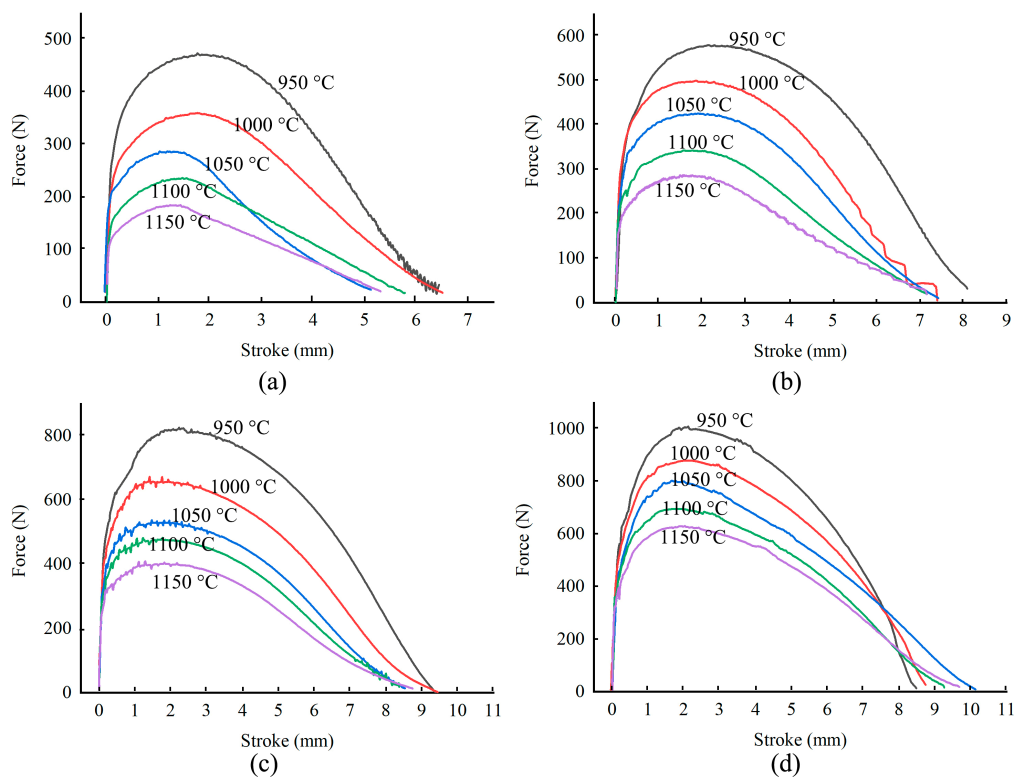 500
400
300
200
100
0
Force (N)
950 °C
1000 °C
1050 °C
1100 °C
1150 °C
0 1 2 3 4 5 6 7
Stroke (mm)
(a)
600
500
400
300
200
100
0
Force (N)
950 °C
1000 °C
1050 °C
1100 °C
1150 °C
0 1 2 3 4 5 6 7 8 9
Stroke (mm)
(b)
800
600
400
200
0
Force (N)
950 °C
1000 °C
1050 °C
1100 °C
1150 °C
0 1 2 3 4 5 6 7 8 9 10 11
Stroke (mm)
(c)
1000
800
600
400
200
0
Force (N)
950 °C
1000 °C
1050 °C
1100 °C
1150 °C
0 1 2 3 4 5 6 7 8 9 10 11
Stroke (mm)
(d)